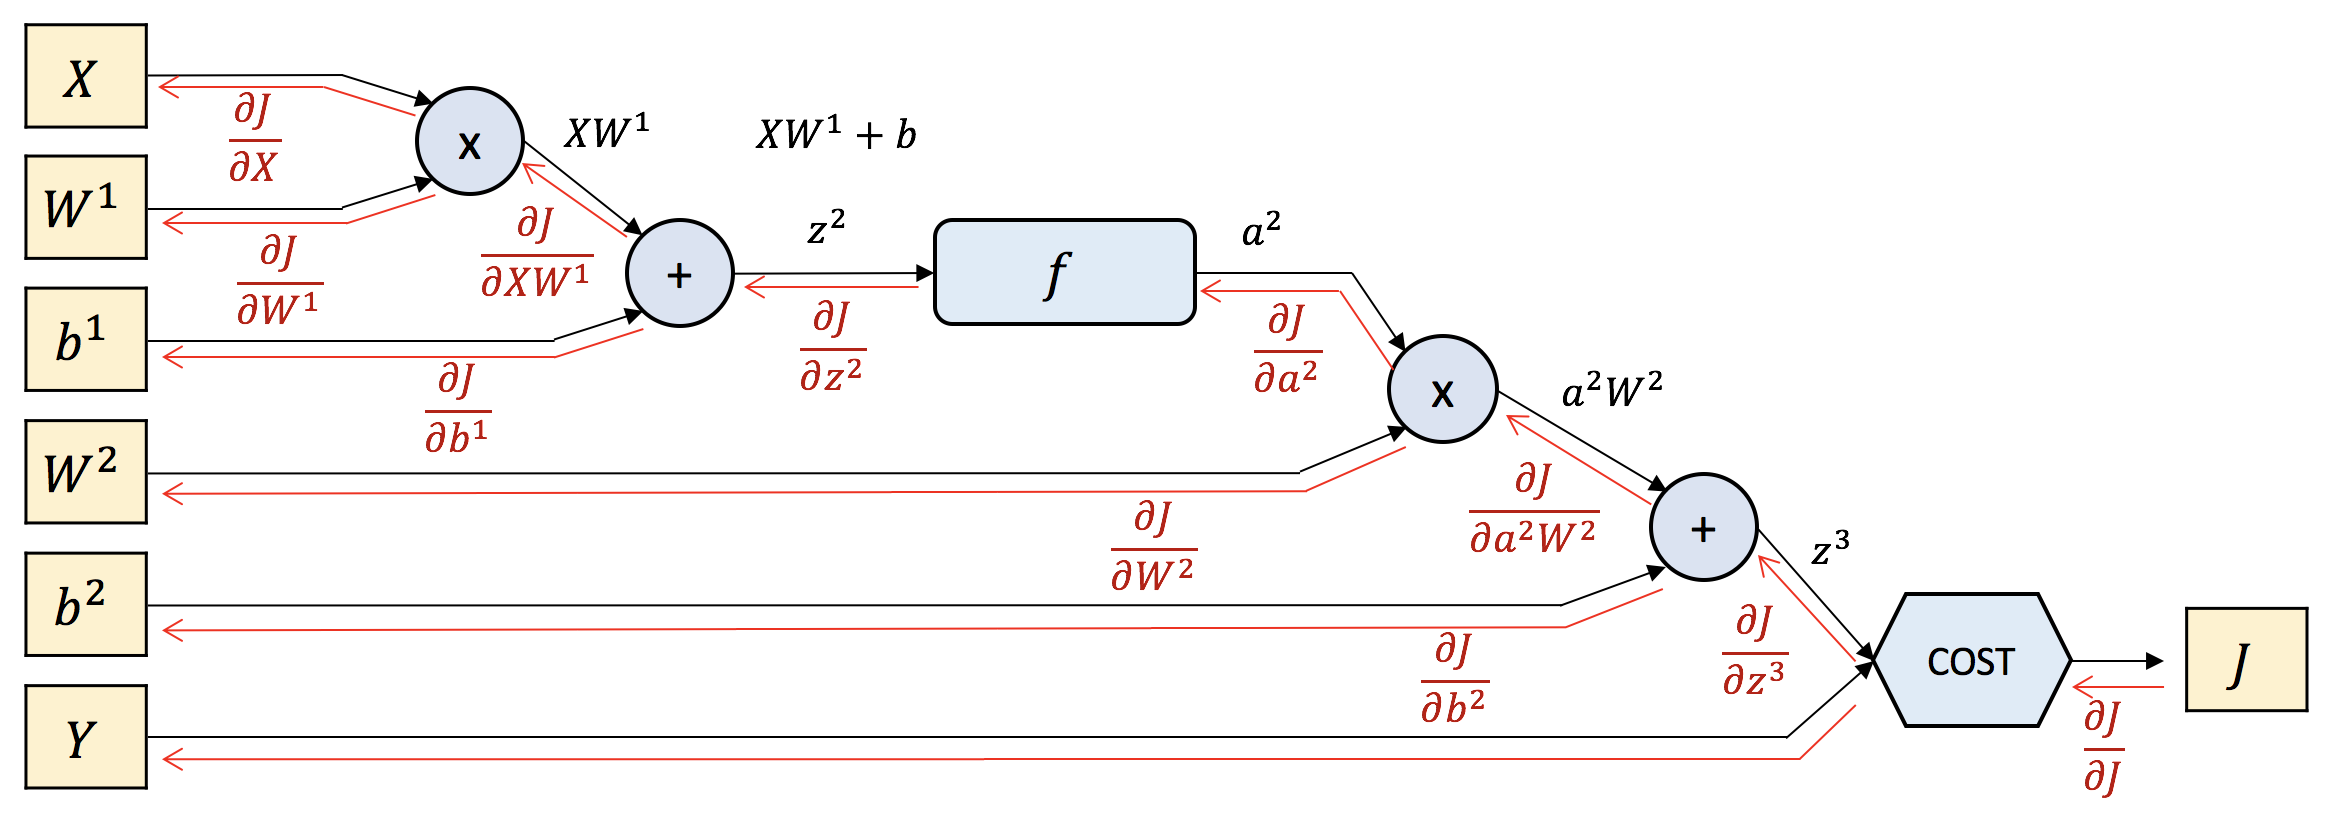 X
∂J/∂X
x
XW¹
XW¹ + b
W¹
∂J/∂W¹
∂J/∂XW¹
+
z²
∂J/∂z²
f
a²
∂J/∂a²
b¹
∂J/∂b¹
x
a²W²
W²
∂J/∂W²
∂J/∂a²W²
+
z³
b²
∂J/∂b²
∂J/∂z³
COST
J
∂J/∂J
Y